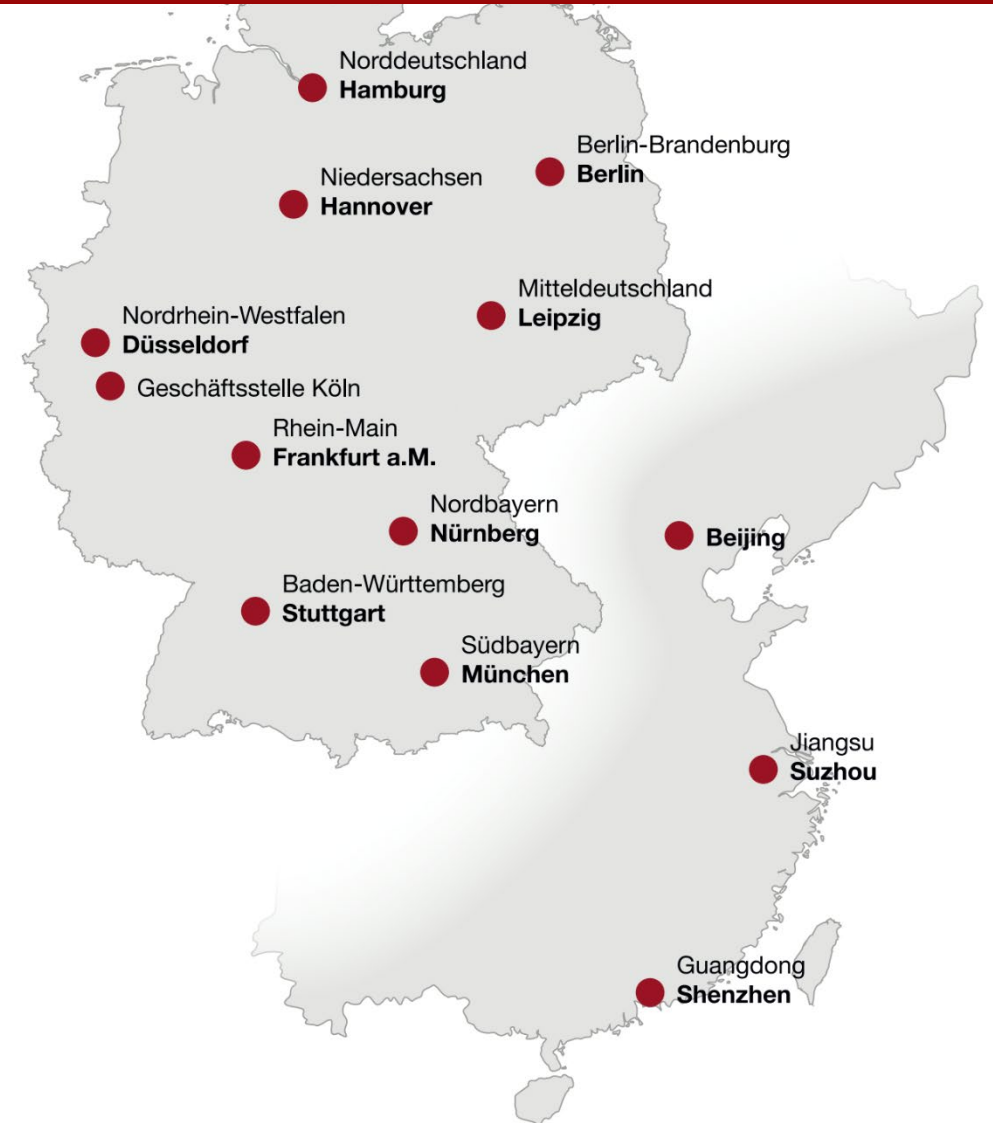 Norddeutschland
Hamburg
Berlin-Brandenburg
Berlin
Niedersachsen
Hannover
Mitteldeutschland
Leipzig
Nordrhein-Westfalen
Düsseldorf
Geschäftsstelle Köln
Rhein-Main
Frankfurt a.M.
Nordbayern
Nürnberg
Beijing
Baden-Württemberg
Stuttgart
Südbayern
München
Jiangsu
Suzhou
Guangdong
Shenzhen